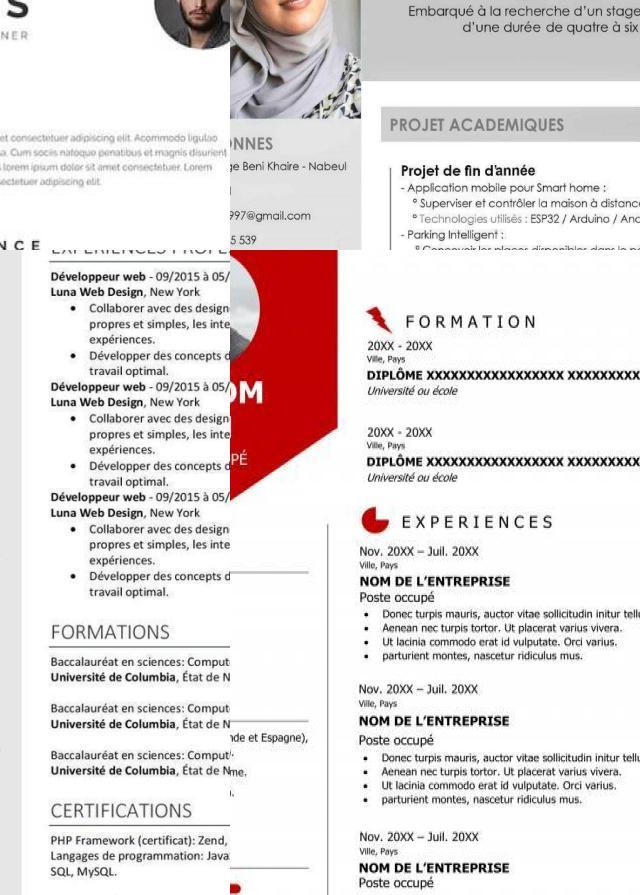 S
NER
et consectetuer adipiscing elit. Acommodo ligulao
a. Cum sociis natoque penatibus et magnis disurient
lorem ipsum dolor sit amet consectetuer. Lorem
sectetuer adipiscing elit.
NCE
ONNES
ge Beni Khaire - Nabeul
997@gmail.com
5 539
Embarqué à la recherche d'un stage
d'une durée de quatre à six
PROJET ACADEMIQUES
Projet de fin d'année
- Application mobile pour Smart home :
° Superviser et contrôler la maison à distanc
° Technologies utilisés : ESP32 / Arduino / And
- Parking Intelligent :
° Concevoir les places disponibles dans le p
EXPERIENCES PROFE
Développeur web - 09/2015 à 05/
Luna Web Design, New York
• Collaborer avec des design
propres et simples, les inte
expériences.
• Développer des concepts d
travail optimal.
Développeur web - 09/2015 à 05/
Luna Web Design, New York
• Collaborer avec des design
propres et simples, les inte
expériences.
• Développer des concepts d
travail optimal.
Développeur web - 09/2015 à 05/
Luna Web Design, New York
• Collaborer avec des design
propres et simples, les inte
expériences.
• Développer des concepts d
travail optimal.
FORMATIONS
Baccalauréat en sciences: Comput
Université de Columbia, État de N
Baccalauréat en sciences: Comput
Université de Columbia, État de N
Baccalauréat en sciences: Comput
Université de Columbia, État de N
CERTIFICATIONS
PHP Framework (certificat): Zend,
Langages de programmation: Java
SQL, MySQL.
OM
PÉ
nde et Espagne),
me.
FORMATION
20XX - 20XX
Ville, Pays
DIPLÔME XXXXXXXXXXXXXXXXX XXXXXXXXX
Université ou école
20XX - 20XX
Ville, Pays
DIPLÔME XXXXXXXXXXXXXXXXX XXXXXXXXX
Université ou école
EXPERIENCES
Nov. 20XX – Juil. 20XX
Ville, Pays
NOM DE L'ENTREPRISE
Poste occupé
• Donec turpis mauris, auctor vitae sollicitudin initur tellu
• Aenean nec turpis tortor. Ut placerat varius vivera.
• Ut lacinia commodo erat id vulputate. Orci varius.
• parturient montes, nascetur ridiculus mus.
Nov. 20XX – Juil. 20XX
Ville, Pays
NOM DE L'ENTREPRISE
Poste occupé
• Donec turpis mauris, auctor vitae sollicitudin initur tellu
• Aenean nec turpis tortor. Ut placerat varius vivera.
• Ut lacinia commodo erat id vulputate. Orci varius.
• parturient montes, nascetur ridiculus mus.
Nov. 20XX – Juil. 20XX
Ville, Pays
NOM DE L'ENTREPRISE
Poste occupé